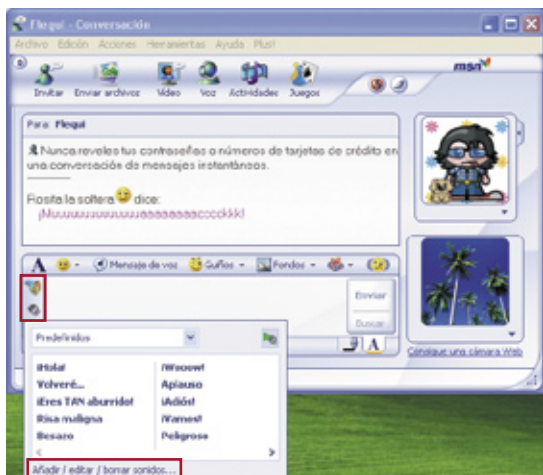 Flequi - Conversación
Archivo Edición Acciones Herramientas Ayuda Plus!
msn
Invitar Enviar archivos Video Voz Actividades Juegos
Para: Flequi
Nunca reveles tus contraseñas o números de tarjetas de crédito en
una conversación de mensajes instantáneos.
Rosita la soltera dice:
¡Muuuuuuuuuuuuaaaaaaaacccckkk!
A Mensaje de voz Guiños Fondos
Enviar
Buscar
A
Consigue una cámara Web
Predefinidos
¡Hola! ¡Wooow!
Volveré... Aplauso
¡Eres TAN aburrido! ¡Adiós!
Risa maligna ¡Vamos!
Besazo Peligroso
Añadir / editar / borrar sonidos...